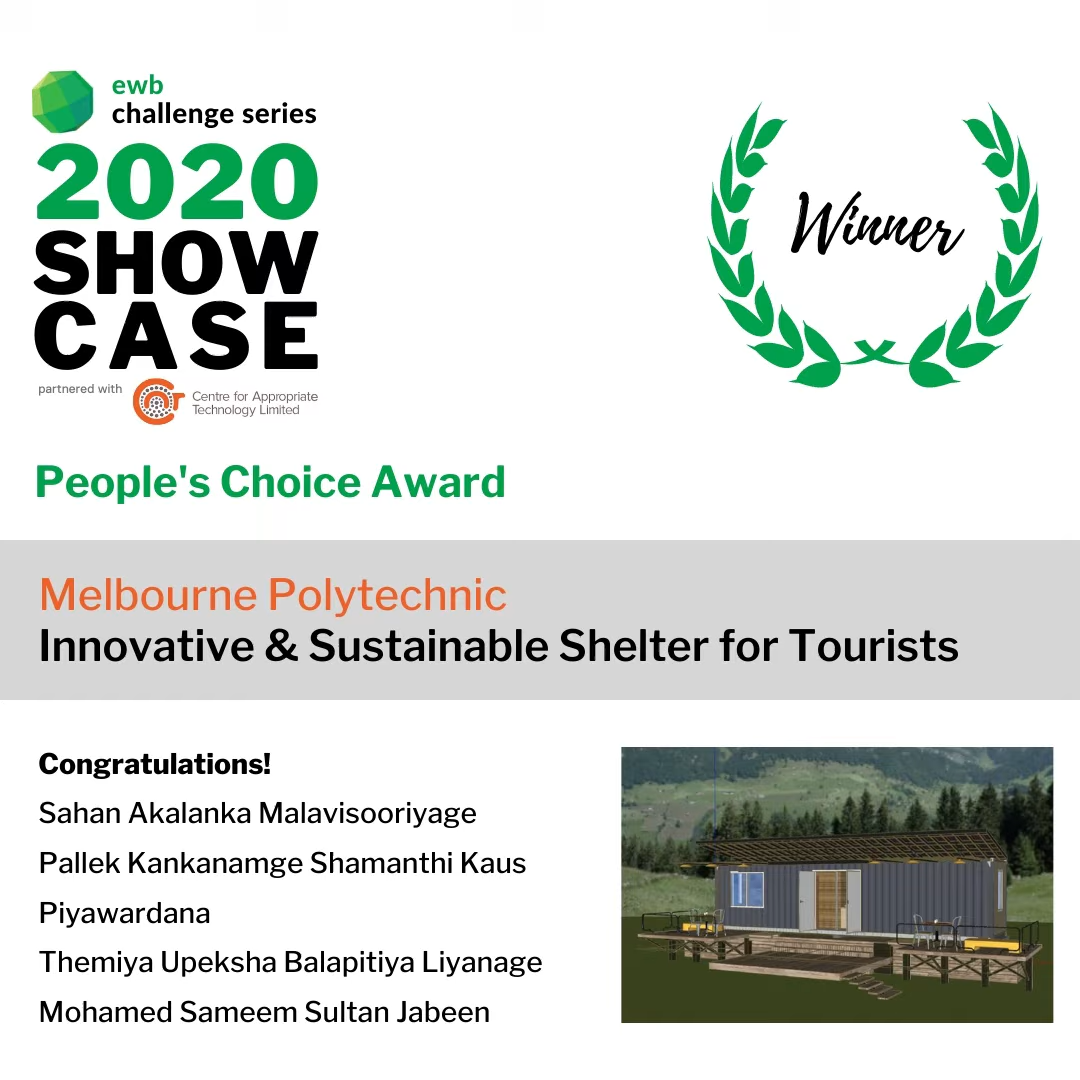 ewb
challenge series
2020
SHOW
CASE
partnered with
Centre for Appropriate
Technology Limited
Winner
People's Choice Award
Melbourne Polytechnic
Innovative & Sustainable Shelter for Tourists
Congratulations!
Sahan Akalanka Malavisooriyage
Pallek Kankanamge Shamanthi Kaus
Piyawardana
Themiya Upeksha Balapitiya Liyanage
Mohamed Sameem Sultan Jabeen